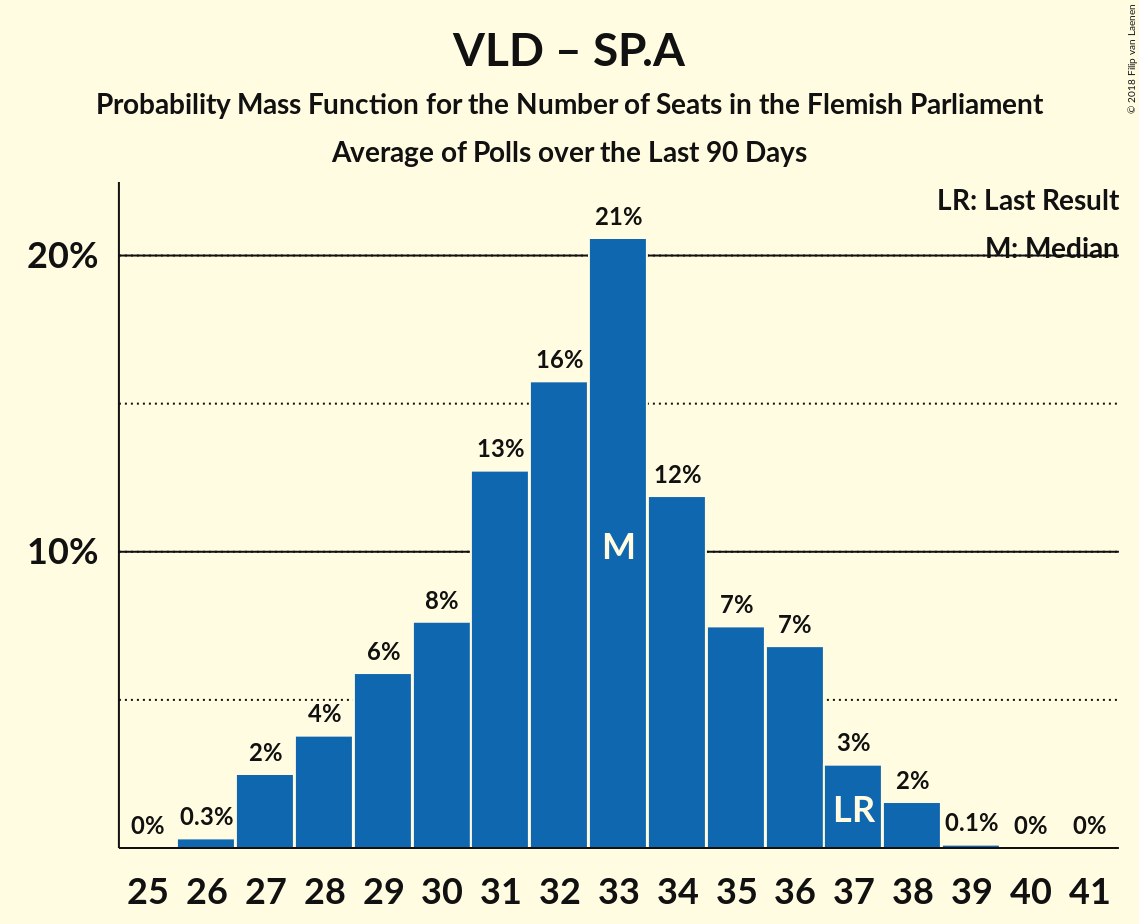 VLD – SP.A
Probability Mass Function for the Number of Seats in the Flemish Parliament
Average of Polls over the Last 90 Days
© 2018 Filip van Laenen
LR: Last Result
M: Median
20%
10%
0% 0.3% 2% 4% 6% 8% 13% 16% 21% 12% 7% 7% 3% 2% 0.1% 0% 0%
M
LR
25 26 27 28 29 30 31 32 33 34 35 36 37 38 39 40 41